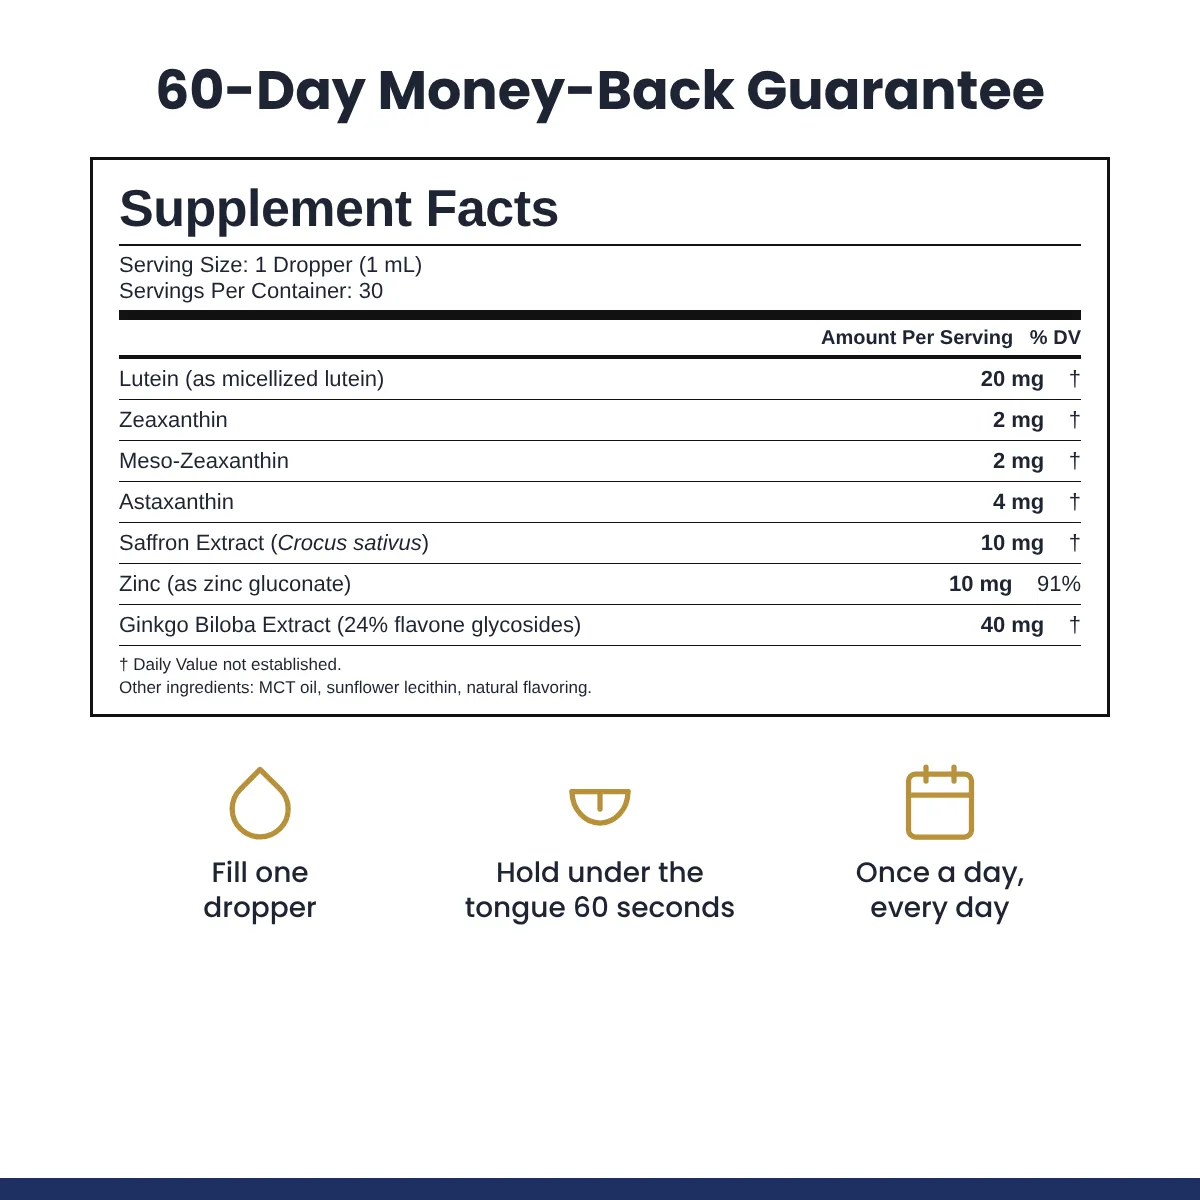 60-Day Money-Back Guarantee
Supplement Facts
Serving Size: 1 Dropper (1 mL)
Servings Per Container: 30
Amount Per Serving % DV
Lutein (as micellized lutein) 20 mg †
Zeaxanthin 2 mg †
Meso-Zeaxanthin 2 mg †
Astaxanthin 4 mg †
Saffron Extract (Crocus sativus) 10 mg †
Zinc (as zinc gluconate) 10 mg 91%
Ginkgo Biloba Extract (24% flavone glycosides) 40 mg †
† Daily Value not established.
Other ingredients: MCT oil, sunflower lecithin, natural flavoring.
Fill one
dropper
Hold under the
tongue 60 seconds
Once a day,
every day